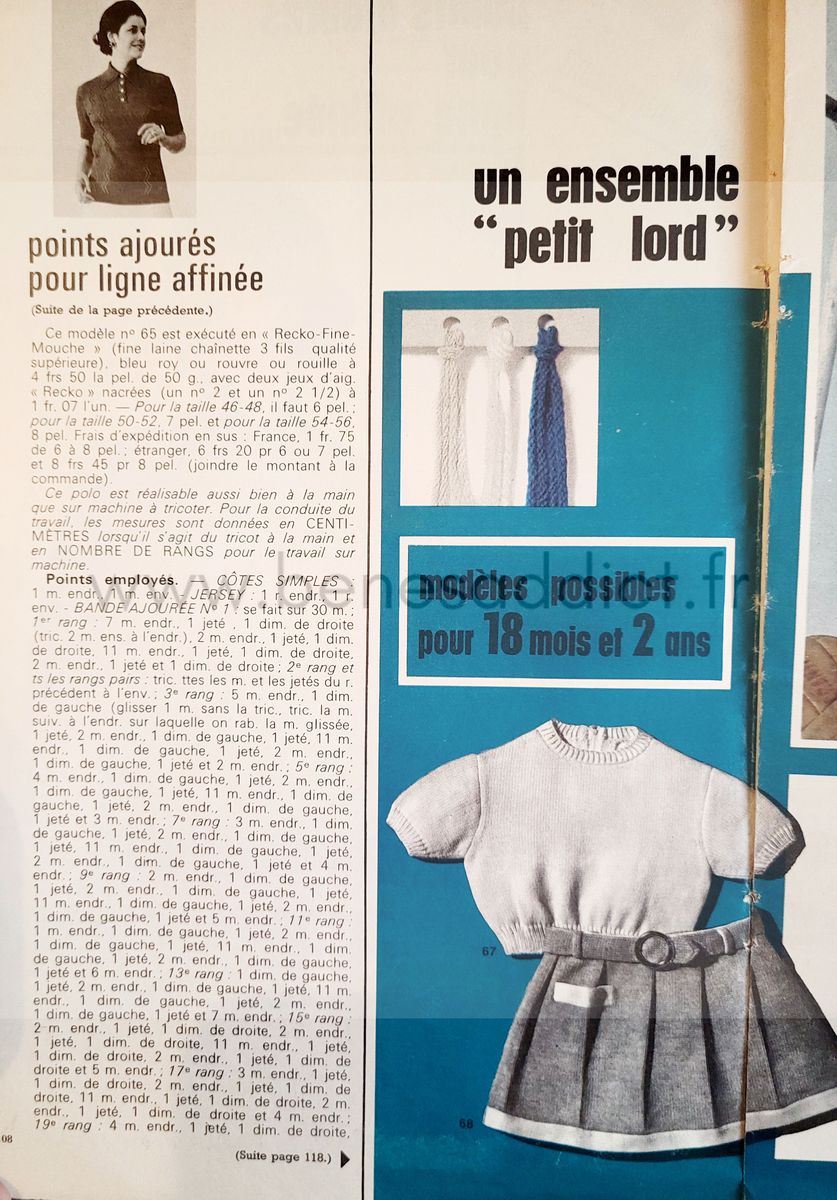 points ajourés
pour ligne affinée
(Suite de la page précédente.)
Ce modèle nº 65 est exécuté en « Recko-Fine-
Mouche » (fine laine chaînette 3 fils qualité
supérieure), bleu roy ou rouvre ou rouille à
4 frs 50 la pel. de 50 g., avec deux jeux d'aig.
« Recko » nacrées (un nº 2 et un nº 2 1/2) à
1 fr. 07 l'un. — Pour la taille 46-48, il faut 6 pel. ;
pour la taille 50-52, 7 pel. et pour la taille 54-56,
8 pel. Frais d'expédition en sus : France, 1 fr. 75
de 6 à 8 pel. ; étranger, 6 frs 20 pr 6 ou 7 pel.
et 8 frs 45 pr 8 pel. (joindre le montant à la
commande).
Ce polo est réalisable aussi bien à la main
que sur machine à tricoter. Pour la conduite du
travail, les mesures sont données en CENTI-
MÈTRES lorsqu'il s'agit du tricot à la main et
en NOMBRE DE RANGS pour le travail sur
machine.
Points employés. - CÔTES SIMPLES :
1 m. endr., 1 m. env. - JERSEY : 1 r. endr., 1 r.
env. - BANDE AJOURÉE Nº 1 : se fait sur 30 m. ;
1er rang : 7 m. endr., 1 jeté , 1 dim. de droite
(tric. 2 m. ens. à l'endr.), 2 m. endr., 1 jeté, 1 dim.
de droite, 11 m. endr., 1 jeté, 1 dim. de droite,
2 m. endr., 1 jeté et 1 dim. de droite ; 2e rang et
ts les rangs pairs : tric. ttes les m. et les jetés du r.
précédent à l'env. ; 3e rang : 5 m. endr., 1 dim.
de gauche (glisser 1 m. sans la tric., tric. la m.
suiv. à l'endr. sur laquelle on rab. la m. glissée,
1 jeté, 2 m. endr., 1 dim. de gauche, 1 jeté, 11 m.
endr., 1 dim. de gauche, 1 jeté, 2 m. endr.,
1 dim. de gauche, 1 jeté et 2 m. endr. ; 5e rang :
4 m. endr., 1 dim. de gauche, 1 jeté, 2 m. endr.,
1 dim. de gauche, 1 jeté, 11 m. endr., 1 dim. de
gauche, 1 jeté, 2 m. endr., 1 dim. de gauche,
1 jeté et 3 m. endr. ; 7e rang : 3 m. endr., 1 dim.
de gauche, 1 jeté, 2 m. endr., 1 dim. de gauche,
1 jeté, 11 m. endr., 1 dim. de gauche, 1 jeté,
2 m. endr., 1 dim. de gauche, 1 jeté et 4 m.
endr. ; 9e rang : 2 m. endr., 1 dim. de gauche,
1 jeté, 2 m. endr., 1 dim. de gauche, 1 jeté,
11 m. endr., 1 dim. de gauche, 1 jeté, 2 m. endr.,
1 dim. de gauche, 1 jeté et 5 m. endr. ; 11e rang :
1 m. endr., 1 dim. de gauche, 1 jeté, 2 m. endr.,
1 dim. de gauche, 1 jeté, 11 m. endr., 1 dim.
de gauche, 1 jeté, 2 m. endr., 1 dim. de gauche,
1 jeté et 6 m. endr. ; 13e rang : 1 dim. de gauche,
1 jeté, 2 m. endr., 1 dim. de gauche, 1 jeté, 11 m.
endr., 1 dim. de gauche, 1 jeté, 2 m. endr.,
1 dim. de gauche, 1 jeté et 7 m. endr. ; 15e rang :
2 m. endr., 1 jeté, 1 dim. de droite, 2 m. endr.,
1 jeté, 1 dim. de droite, 11 m. endr., 1 jeté,
1 dim. de droite, 2 m. endr., 1 jeté, 1 dim. de
droite et 5 m. endr. ; 17e rang : 3 m. endr., 1 jeté,
1 dim. de droite, 2 m. endr., 1 jeté, 1 dim. de
droite, 11 m. endr., 1 jeté, 1 dim. de droite, 2 m.
endr., 1 jeté, 1 dim. de droite et 4 m. endr. ;
19e rang : 4 m. endr., 1 jeté, 1 dim. de droite,
(Suite page 118.)
08
un ensemble
“petit lord”
modèles possibles
pour 18 mois et 2 ans
67
68
www.benesaddict.fr